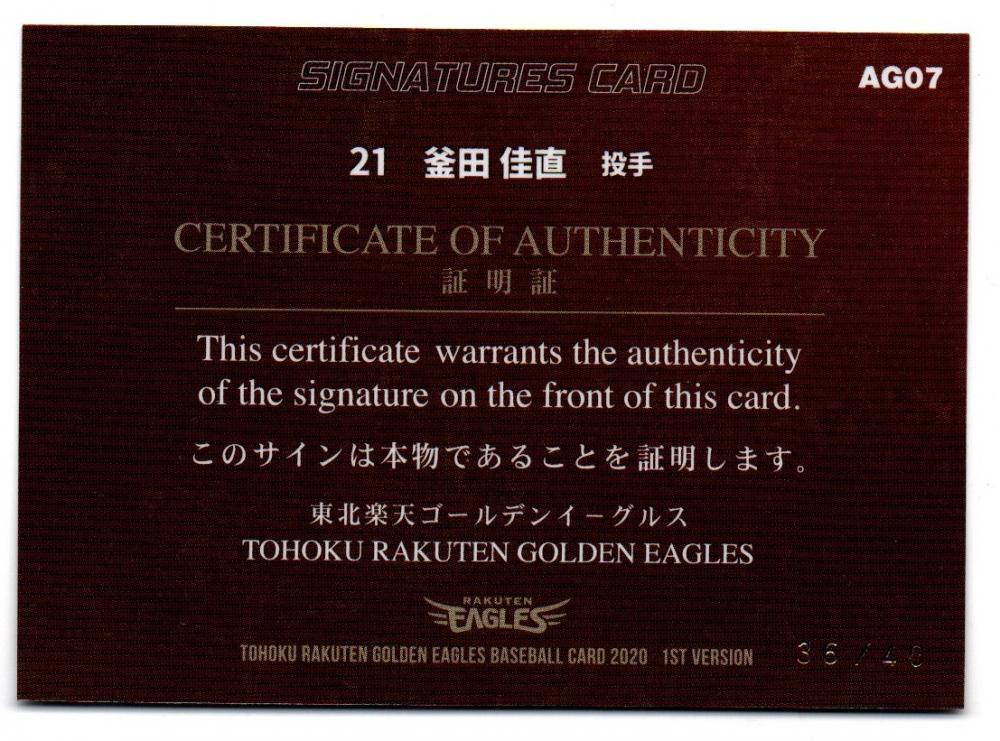 SIGNATURES CARD
AG07
21 釜田 佳直 投手
CERTIFICATE OF AUTHENTICITY
証明証
This certificate warrants the authenticity
of the signature on the front of this card.
このサインは本物であることを証明します。
東北楽天ゴールデンイーグルス
TOHOKU RAKUTEN GOLDEN EAGLES
RAKUTEN
EAGLES
TOHOKU RAKUTEN GOLDEN EAGLES BASEBALL CARD 2020 1ST VERSION